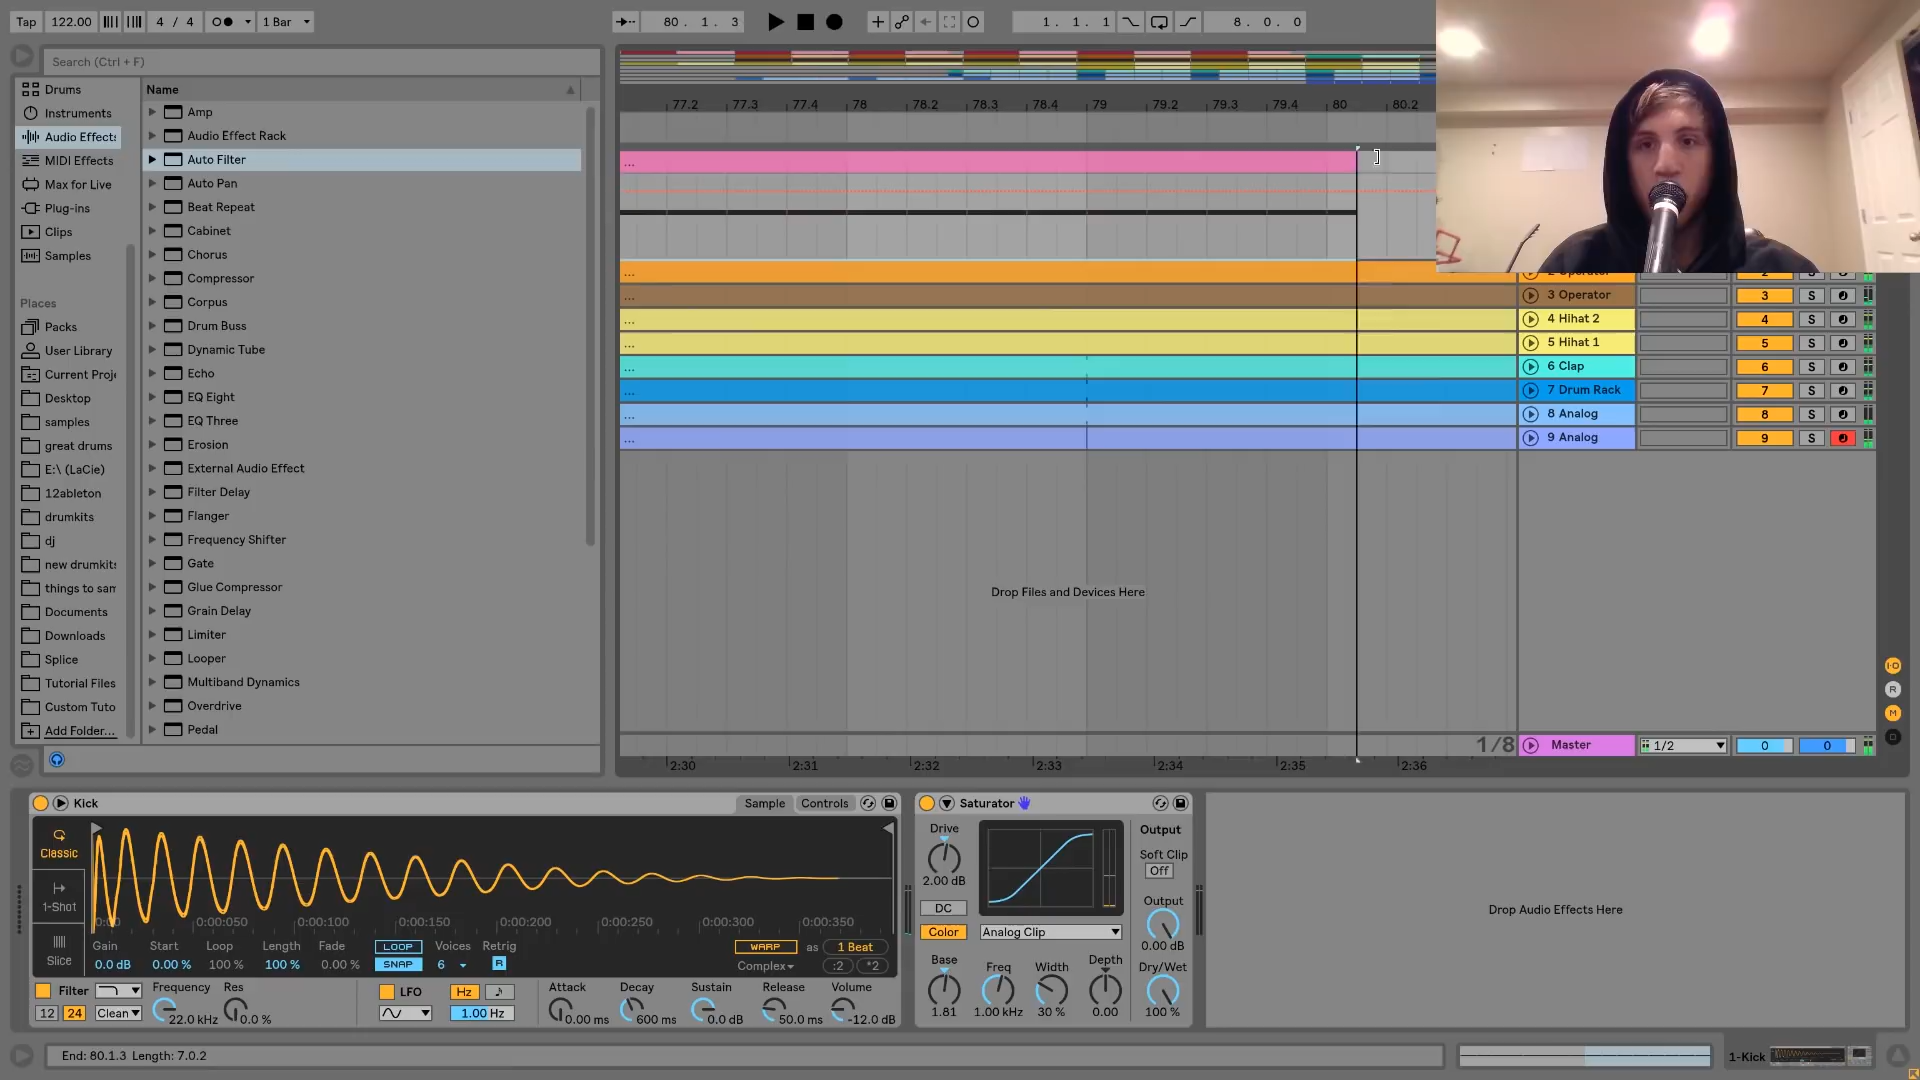 Tap 122.00 4 / 4 1 Bar 80 . 1 . 3 1 . 1 . 1 8 . 0 . 0
Search (Ctrl + F)
Drums
Instruments
Audio Effects
MIDI Effects
Max for Live
Plug-ins
Clips
Samples
Places
Packs
User Library
Current Proje
Desktop
samples
great drums
E:\ (LaCie)
12ableton
drumkits
dj
new drumkits
things to sam
Documents
Downloads
Splice
Tutorial Files
Custom Tuto
Add Folder...
Name
Amp
Audio Effect Rack
Auto Filter
Auto Pan
Beat Repeat
Cabinet
Chorus
Compressor
Corpus
Drum Buss
Dynamic Tube
Echo
EQ Eight
EQ Three
Erosion
External Audio Effect
Filter Delay
Flanger
Frequency Shifter
Gate
Glue Compressor
Grain Delay
Limiter
Looper
Multiband Dynamics
Overdrive
Pedal
77.2 77.3 77.4 78 78.2 78.3 78.4 79 79.2 79.3 79.4 80 80.2
...
...
...
...
...
...
...
...
...
2 Operator 2 S
3 Operator 3 S
4 Hihat 2 4 S
5 Hihat 1 5 S
6 Clap 6 S
7 Drum Rack 7 S
8 Analog 8 S
9 Analog 9 S
Drop Files and Devices Here
I·O
R
M
1/8 Master 1/2 0 0
2:30 2:31 2:32 2:33 2:34 2:35 2:36
Kick Sample Controls
Classic
1-Shot
Slice
0:00 0:00:050 0:00:100 0:00:150 0:00:200 0:00:250 0:00:300 0:00:350
Gain Start Loop Length Fade LOOP Voices Retrig WARP as 1 Beat
0.0 dB 0.00 % 100 % 100 % 0.00 % SNAP 6 R Complex :2 *2
Filter Frequency Res LFO Hz Attack Decay Sustain Release Volume
12 24 Clean 22.0 kHz 0.0 % 1.00 Hz 0.00 ms 600 ms 0.0 dB 50.0 ms -12.0 dB
Saturator
Drive
2.00 dB
DC
Color Analog Clip
Base Freq Width Depth
1.81 1.00 kHz 30 % 0.00
Output
Soft Clip
Off
Output
0.00 dB
Dry/Wet
100 %
Drop Audio Effects Here
End: 80.1.3 Length: 7.0.2
1-Kick